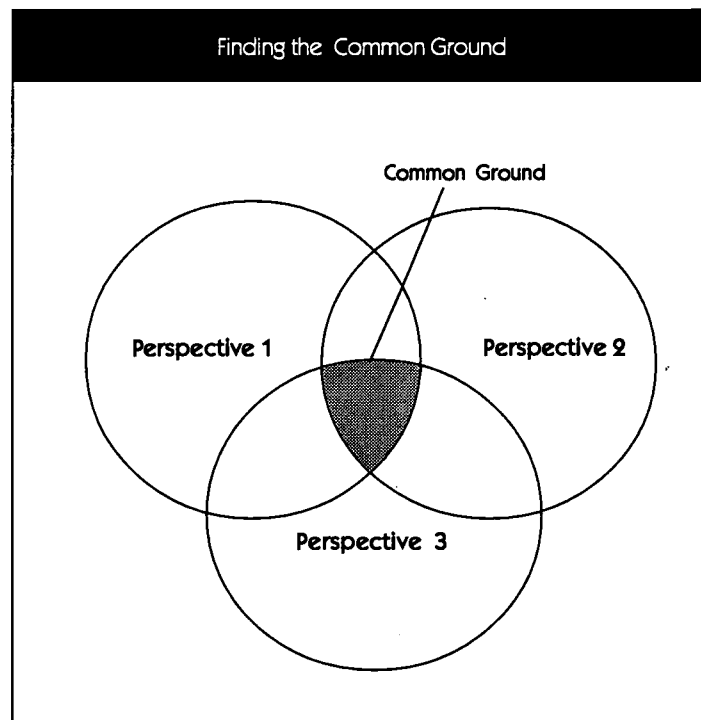 Finding the Common Ground
Common Ground
Perspective 1
Perspective 2
Perspective 3